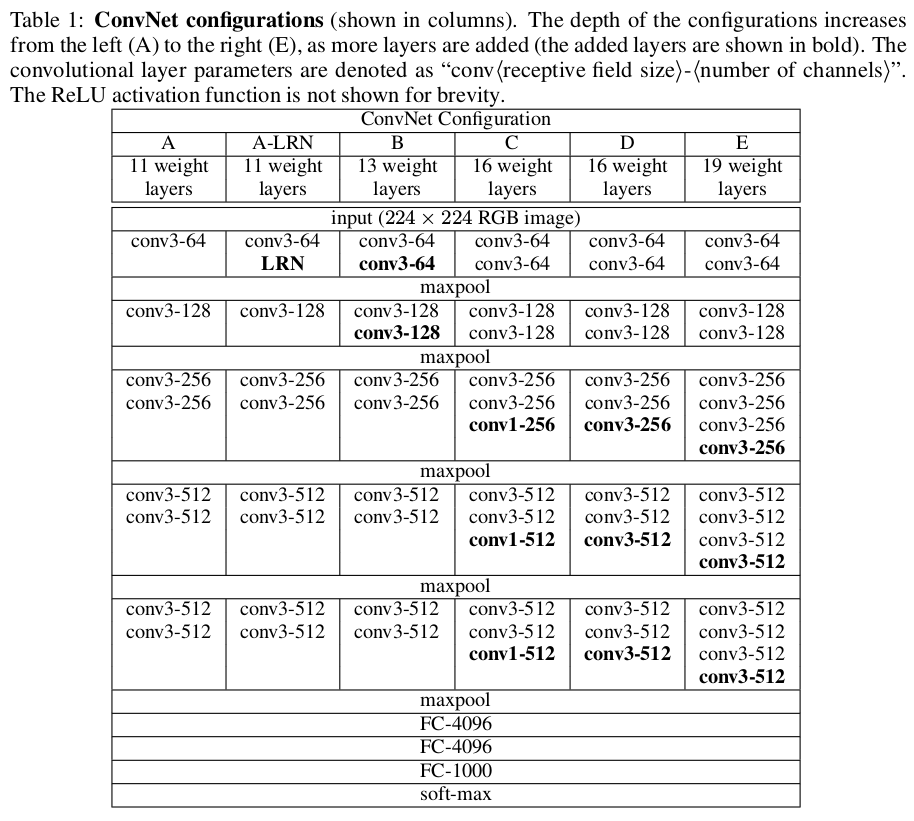 Table 1: ConvNet configurations (shown in columns). The depth of the configurations increases
from the left (A) to the right (E), as more layers are added (the added layers are shown in bold). The
convolutional layer parameters are denoted as “conv⟨receptive field size⟩-⟨number of channels⟩”.
The ReLU activation function is not shown for brevity.
ConvNet Configuration
A A-LRN B C D E
11 weight 11 weight 13 weight 16 weight 16 weight 19 weight
layers layers layers layers layers layers
input (224 × 224 RGB image)
conv3-64 conv3-64 conv3-64 conv3-64 conv3-64 conv3-64
LRN conv3-64 conv3-64 conv3-64 conv3-64
maxpool
conv3-128 conv3-128 conv3-128 conv3-128 conv3-128 conv3-128
conv3-128 conv3-128 conv3-128 conv3-128
maxpool
conv3-256 conv3-256 conv3-256 conv3-256 conv3-256 conv3-256
conv3-256 conv3-256 conv3-256 conv3-256 conv3-256 conv3-256
conv1-256 conv3-256 conv3-256
conv3-256
maxpool
conv3-512 conv3-512 conv3-512 conv3-512 conv3-512 conv3-512
conv3-512 conv3-512 conv3-512 conv3-512 conv3-512 conv3-512
conv1-512 conv3-512 conv3-512
conv3-512
maxpool
conv3-512 conv3-512 conv3-512 conv3-512 conv3-512 conv3-512
conv3-512 conv3-512 conv3-512 conv3-512 conv3-512 conv3-512
conv1-512 conv3-512 conv3-512
conv3-512
maxpool
FC-4096
FC-4096
FC-1000
soft-max